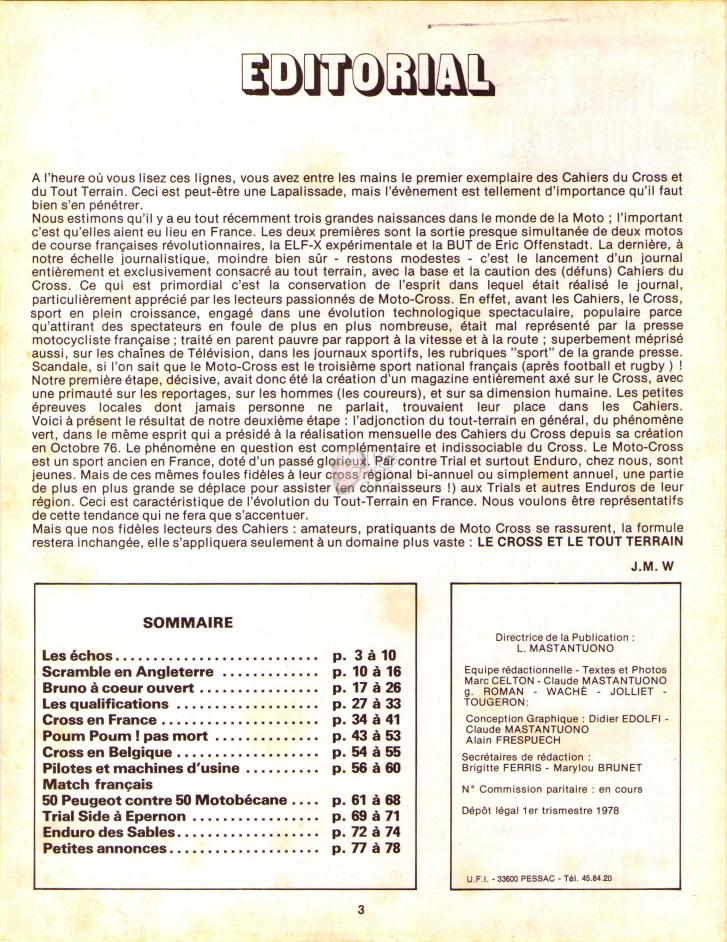 EDITORIAL
A l'heure où vous lisez ces lignes, vous avez entre les mains le premier exemplaire des Cahiers du Cross et
du Tout Terrain. Ceci est peut-être une Lapalissade, mais l'évènement est tellement d'importance qu'il faut
bien s'en pénétrer.
Nous estimons qu'il y a eu tout récemment trois grandes naissances dans le monde de la Moto ; l'important
c'est qu'elles aient eu lieu en France. Les deux premières sont la sortie presque simultanée de deux motos
de course françaises révolutionnaires, la ELF-X expérimentale et la BUT de Eric Offenstadt. La dernière, à
notre échelle journalistique, moindre bien sûr - restons modestes - c'est le lancement d'un journal
entièrement et exclusivement consacré au tout terrain, avec la base et la caution des (défuns) Cahiers du
Cross. Ce qui est primordial c'est la conservation de l'esprit dans lequel était réalisé le journal,
particulièrement apprécié par les lecteurs passionnés de Moto-Cross. En effet, avant les Cahiers, le Cross,
sport en plein croissance, engagé dans une évolution technologique spectaculaire, populaire parce
qu'attirant des spectateurs en foule de plus en plus nombreuse, était mal représenté par la presse
motocycliste française ; traité en parent pauvre par rapport à la vitesse et à la route ; superbement méprisé
aussi, sur les chaînes de Télévision, dans les journaux sportifs, les rubriques "sport" de la grande presse.
Scandale, si l'on sait que le Moto-Cross est le troisième sport national français (après football et rugby ) !
Notre première étape, décisive, avait donc été la création d'un magazine entièrement axé sur le Cross, avec
une primauté sur les reportages, sur les hommes (les coureurs), et sur sa dimension humaine. Les petites
épreuves locales dont jamais personne ne parlait, trouvaient leur place dans les Cahiers.
Voici à présent le résultat de notre deuxième étape : l'adjonction du tout-terrain en général, du phénomène
vert, dans le même esprit qui a présidé à la réalisation mensuelle des Cahiers du Cross depuis sa création
en Octobre 76. Le phénomène en question est complémentaire et indissociable du Cross. Le Moto-Cross
est un sport ancien en France, doté d'un passé glorieux. Par contre Trial et surtout Enduro, chez nous, sont
jeunes. Mais de ces mêmes foules fidèles à leur cross régional bi-annuel ou simplement annuel, une partie
de plus en plus grande se déplace pour assister (en connaisseurs !) aux Trials et autres Enduros de leur
région. Ceci est caractéristique de l'évolution du Tout-Terrain en France. Nous voulons être représentatifs
de cette tendance qui ne fera que s'accentuer.
Mais que nos fidèles lecteurs des Cahiers : amateurs, pratiquants de Moto Cross se rassurent, la formule
restera inchangée, elle s'appliquera seulement à un domaine plus vaste : LE CROSS ET LE TOUT TERRAIN
J.M. W
SOMMAIRE
Les échos........................... p. 3 à 10
Scramble en Angleterre ............. p. 10 à 16
Bruno à coeur ouvert ................ p. 17 à 26
Les qualifications ................... p. 27 à 33
Cross en France ..................... p. 34 à 41
Poum Poum ! pas mort .............. p. 43 à 53
Cross en Belgique ................... p. 54 à 55
Pilotes et machines d'usine .......... p. 56 à 60
Match français
50 Peugeot contre 50 Motobécane .... p. 61 à 68
Trial Side à Epernon ................. p. 69 à 71
Enduro des Sables................... p. 72 à 74
Petites annonces.................... p. 77 à 78
Directrice de la Publication :
L. MASTANTUONO
Equipe rédactionnelle - Textes et Photos
Marc CELTON - Claude MASTANTUONO
g. ROMAN - WACHÉ - JOLLIET -
TOUGERON:
Conception Graphique : Didier EDOLFI -
Claude MASTANTUONO
Alain FRESPUECH
Secrétaires de rédaction :
Brigitte FERRIS - Marylou BRUNET
N° Commission paritaire : en cours
Dépôt légal 1er trismestre 1978
U.F.I. - 33600 PESSAC - Tél. 45.84.20
3